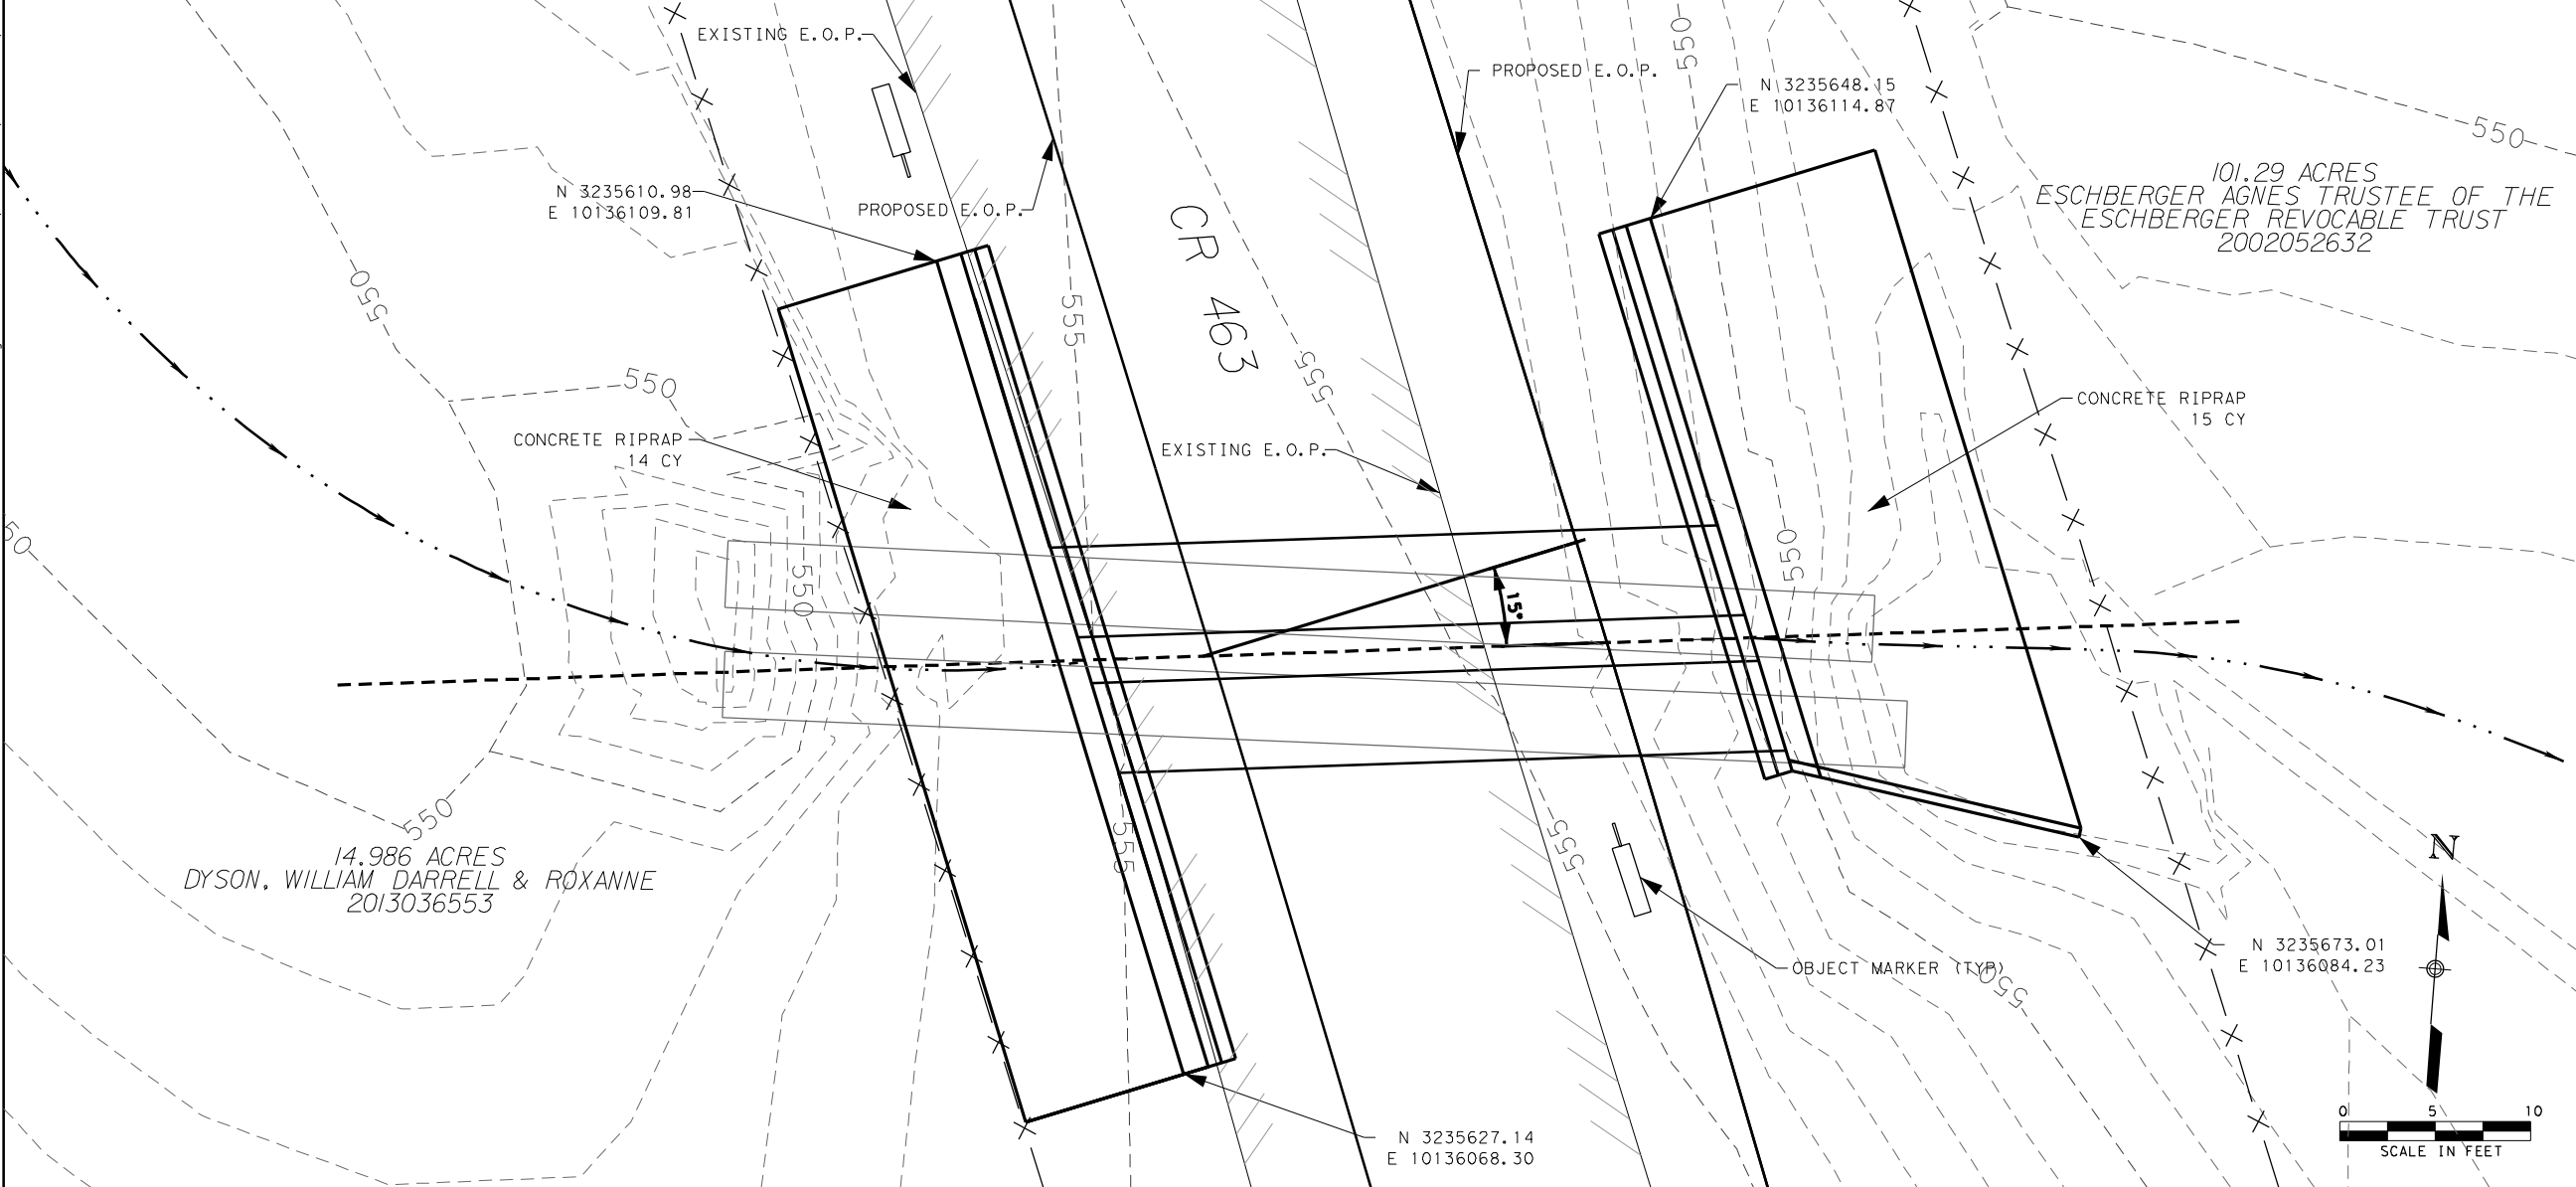 EXISTING E.O.P.
550
PROPOSED E.O.P.
N 3235648.15
E 10136114.87
550
101.29 ACRES
ESCHBERGER AGNES TRUSTEE OF THE
ESCHBERGER REVOCABLE TRUST
2002052632
N 3235610.98
E 10136109.81
PROPOSED E.O.P.
CR 463
550
555
555
550
CONCRETE RIPRAP
15 CY
CONCRETE RIPRAP
14 CY
EXISTING E.O.P.
50
550
550
15°
550
555
555
14.986 ACRES
DYSON, WILLIAM DARRELL & ROXANNE
2013036553
N
N 3235673.01
E 10136084.23
OBJECT MARKER (TYP)
550
N 3235627.14
E 10136068.30
0 5 10
SCALE IN FEET